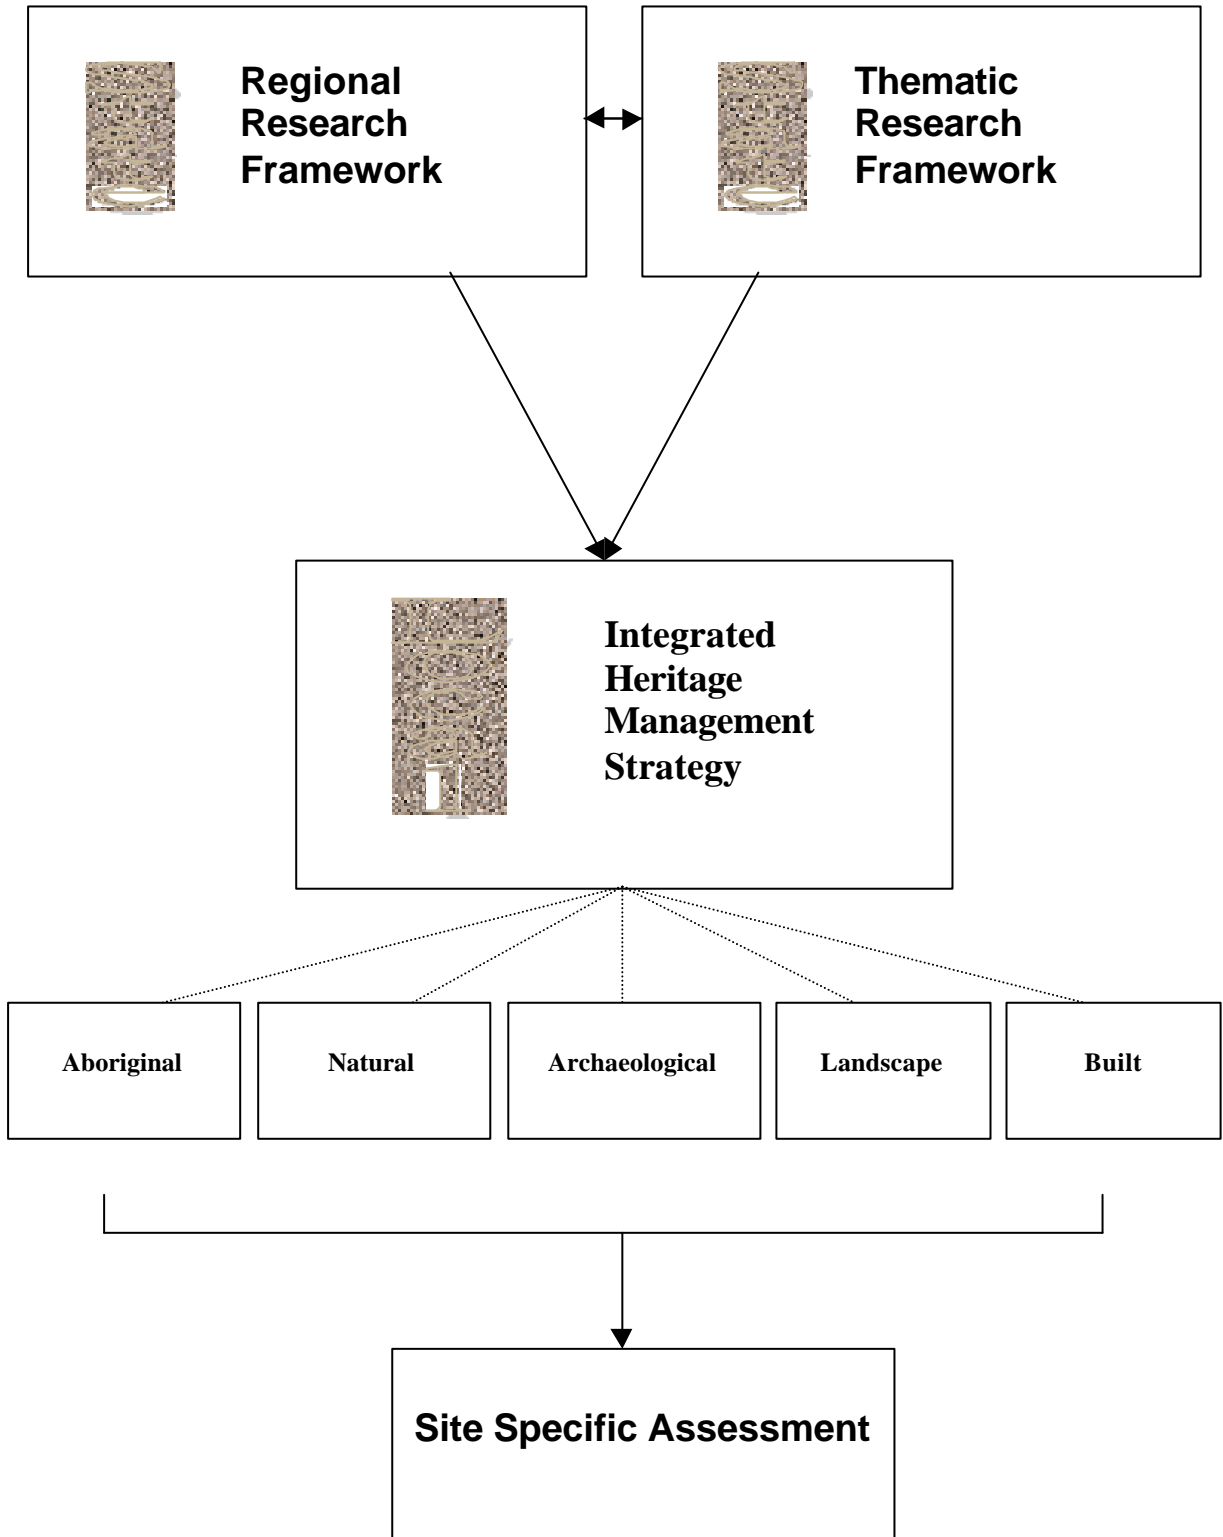 Regional
Research
Framework
Thematic
Research
Framework
Integrated
Heritage
Management
Strategy
Aboriginal
Natural
Archaeological
Landscape
Built
Site Specific Assessment